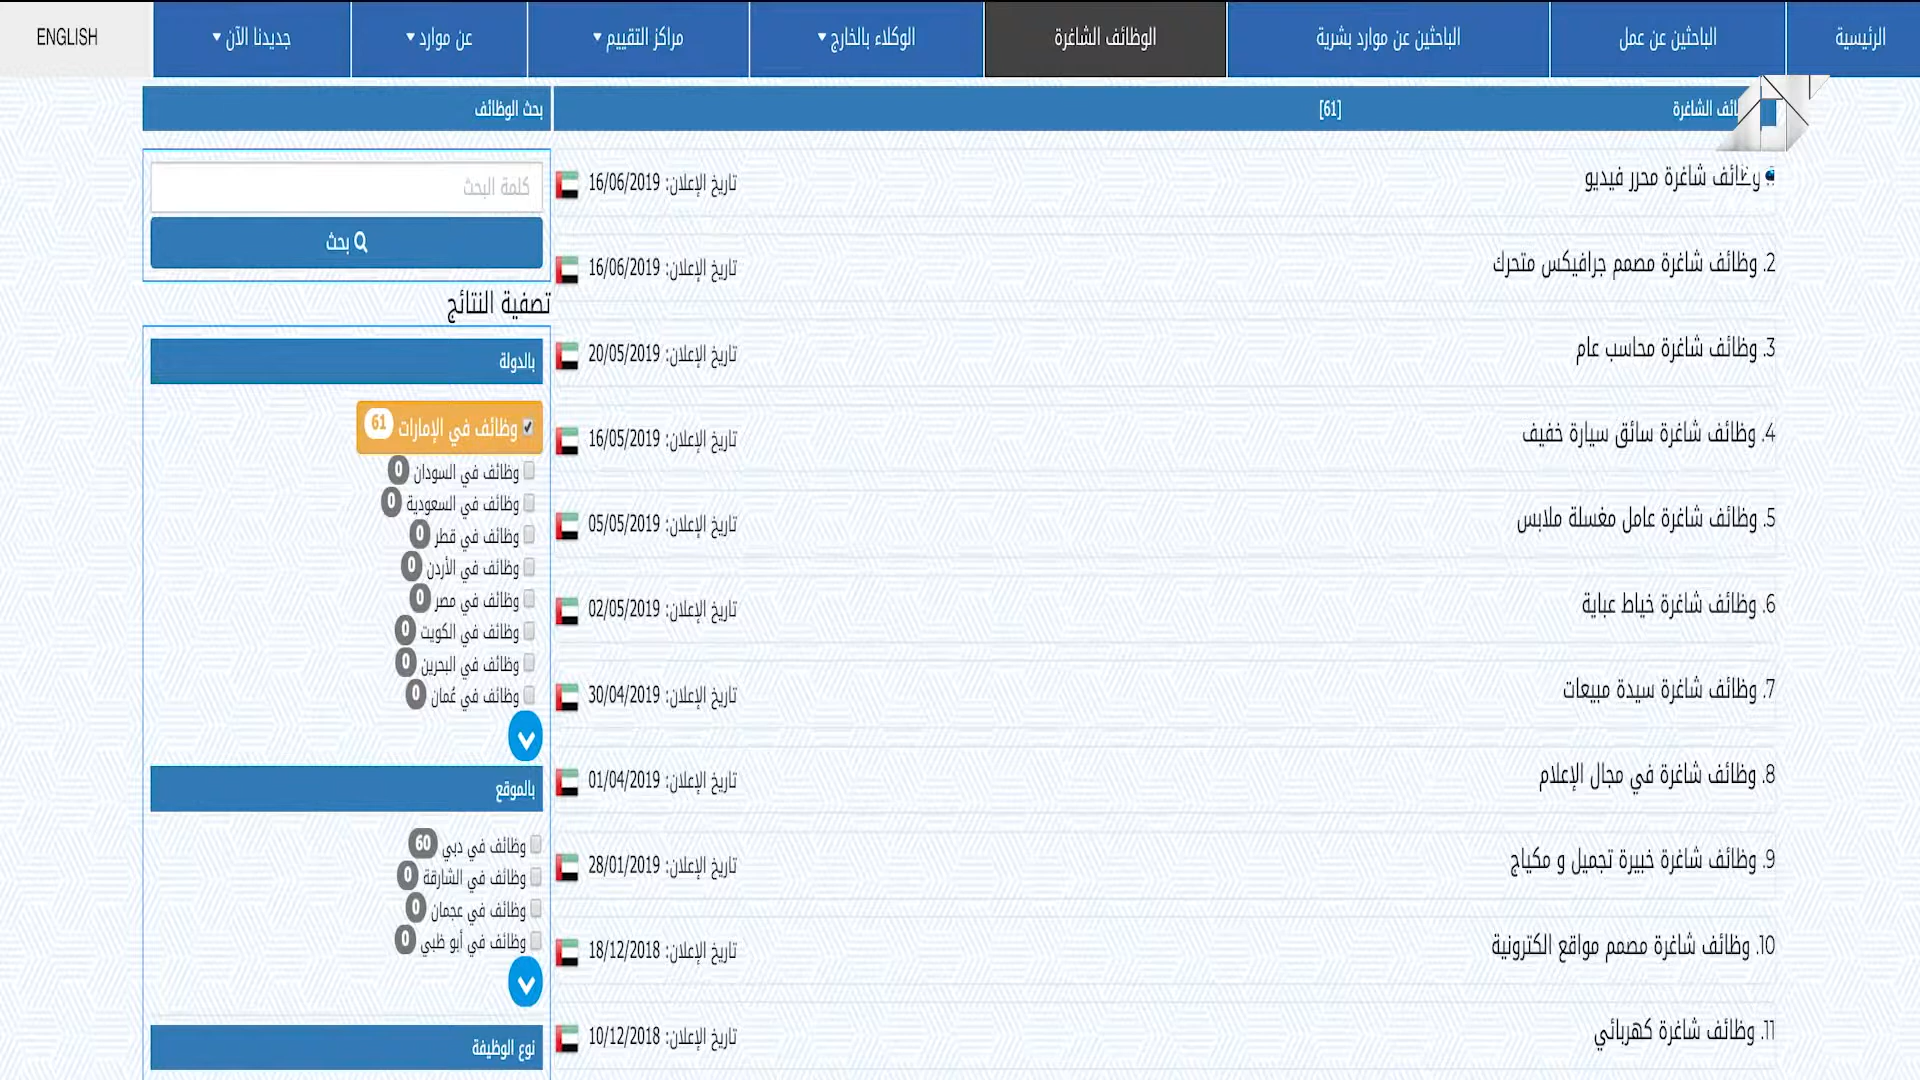 الرئيسية
الباحثين عن عمل
الباحثين عن موارد بشرية
الوظائف الشاغرة
الوكلاء بالخارج
مراكز التقييم
عن موارد
جديدنا الآن
ENGLISH
الشاغرة [61]
وظائف شاغرة محرر فيديو
تاريخ الإعلان: 16/06/2019
2. وظائف شاغرة مصمم جرافيكس متحرك
تاريخ الإعلان: 16/06/2019
3. وظائف شاغرة محاسب عام
تاريخ الإعلان: 20/05/2019
4. وظائف شاغرة سائق سيارة خفيف
تاريخ الإعلان: 16/05/2019
5. وظائف شاغرة عامل مغسلة ملابس
تاريخ الإعلان: 05/05/2019
6. وظائف شاغرة خياط عباية
تاريخ الإعلان: 02/05/2019
7. وظائف شاغرة سيدة مبيعات
تاريخ الإعلان: 30/04/2019
8. وظائف شاغرة في مجال الإعلام
تاريخ الإعلان: 01/04/2019
9. وظائف شاغرة خبيرة تجميل و مكياج
تاريخ الإعلان: 28/01/2019
10. وظائف شاغرة مصمم مواقع الكترونية
تاريخ الإعلان: 18/12/2018
11. وظائف شاغرة كهربائي
تاريخ الإعلان: 10/12/2018
بحث الوظائف
كلمة البحث
بحث
تصفية النتائج
بالدولة
وظائف في الإمارات 61
وظائف في السودان 0
وظائف في السعودية 0
وظائف في قطر 0
وظائف في الأردن 0
وظائف في مصر 0
وظائف في الكويت 0
وظائف في البحرين 0
وظائف في عُمان 0
بالموقع
وظائف في دبي 60
وظائف في الشارقة 0
وظائف في عجمان 0
وظائف في أبو ظبي 0
نوع الوظيفة